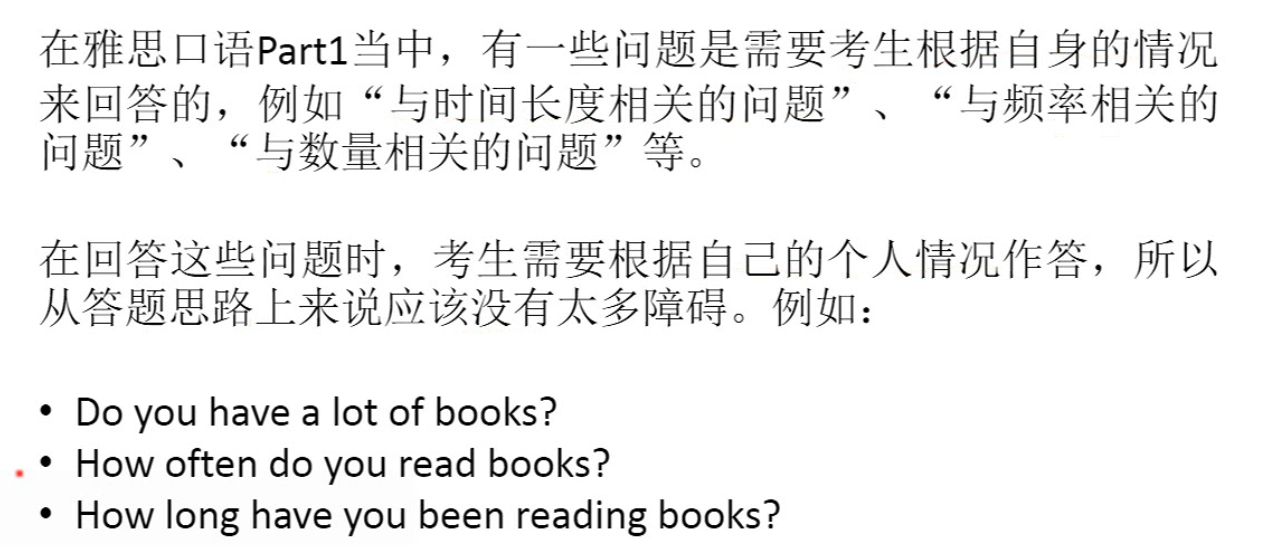 在雅思口语Part1当中，有一些问题是需要考生根据自身的情况
来回答的，例如“与时间长度相关的问题”、“与频率相关的
问题”、“与数量相关的问题”等。
在回答这些问题时，考生需要根据自己的个人情况作答，所以
从答题思路上来说应该没有太多障碍。例如：
• Do you have a lot of books?
• How often do you read books?
• How long have you been reading books?